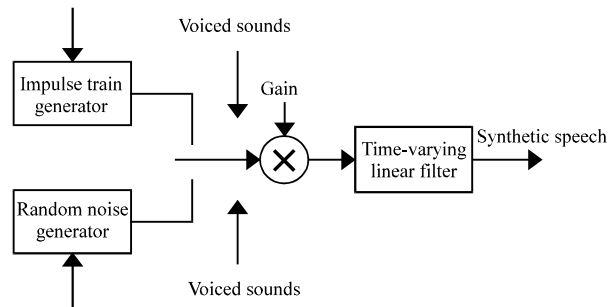 Voiced sounds
Impulse train
generator
Gain
Time-varying
linear filter
Synthetic speech
Random noise
generator
Voiced sounds